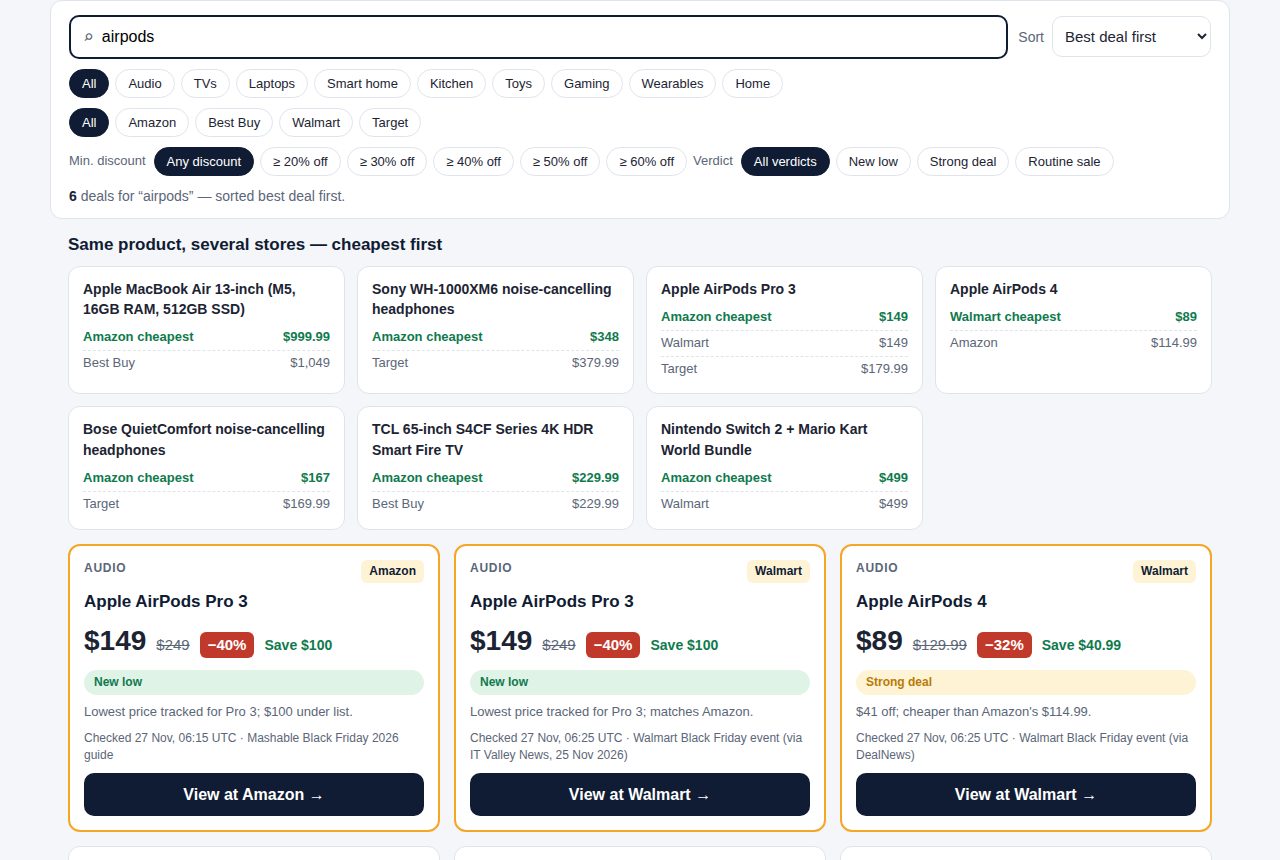 airpods
Sort Best deal first
All Audio TVs Laptops Smart home Kitchen Toys Gaming Wearables Home
All Amazon Best Buy Walmart Target
Min. discount Any discount ≥ 20% off ≥ 30% off ≥ 40% off ≥ 50% off ≥ 60% off Verdict All verdicts New low Strong deal Routine sale
6 deals for “airpods” — sorted best deal first.
Same product, several stores — cheapest first
Apple MacBook Air 13-inch (M5,
16GB RAM, 512GB SSD)
Amazon cheapest $999.99
Best Buy $1,049
Sony WH-1000XM6 noise-cancelling
headphones
Amazon cheapest $348
Target $379.99
Apple AirPods Pro 3
Amazon cheapest $149
Walmart $149
Target $179.99
Apple AirPods 4
Walmart cheapest $89
Amazon $114.99
Bose QuietComfort noise-cancelling
headphones
Amazon cheapest $167
Target $169.99
TCL 65-inch S4CF Series 4K HDR
Smart Fire TV
Amazon cheapest $229.99
Best Buy $229.99
Nintendo Switch 2 + Mario Kart
World Bundle
Amazon cheapest $499
Walmart $499
AUDIO Amazon
Apple AirPods Pro 3
$149 $249 −40% Save $100
New low
Lowest price tracked for Pro 3; $100 under list.
Checked 27 Nov, 06:15 UTC · Mashable Black Friday 2026
guide
View at Amazon →
AUDIO Walmart
Apple AirPods Pro 3
$149 $249 −40% Save $100
New low
Lowest price tracked for Pro 3; matches Amazon.
Checked 27 Nov, 06:25 UTC · Walmart Black Friday event (via
IT Valley News, 25 Nov 2026)
View at Walmart →
AUDIO Walmart
Apple AirPods 4
$89 $129.99 −32% Save $40.99
Strong deal
$41 off; cheaper than Amazon's $114.99.
Checked 27 Nov, 06:25 UTC · Walmart Black Friday event (via
DealNews)
View at Walmart →